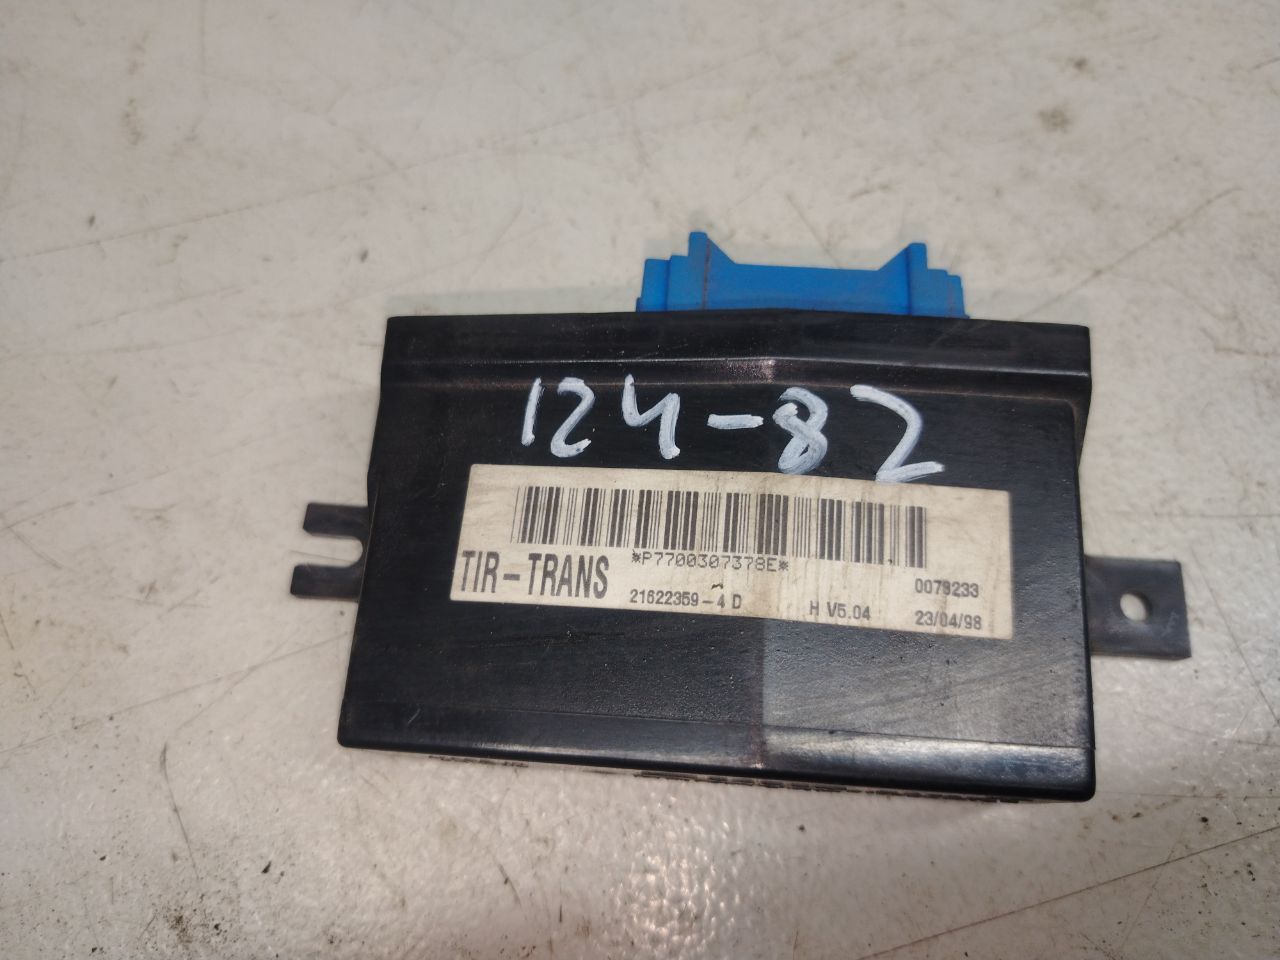 124-82
*P7700307378E*
TIR-TRANS
21622359-4 D H V5.04
0079233
23/04/98